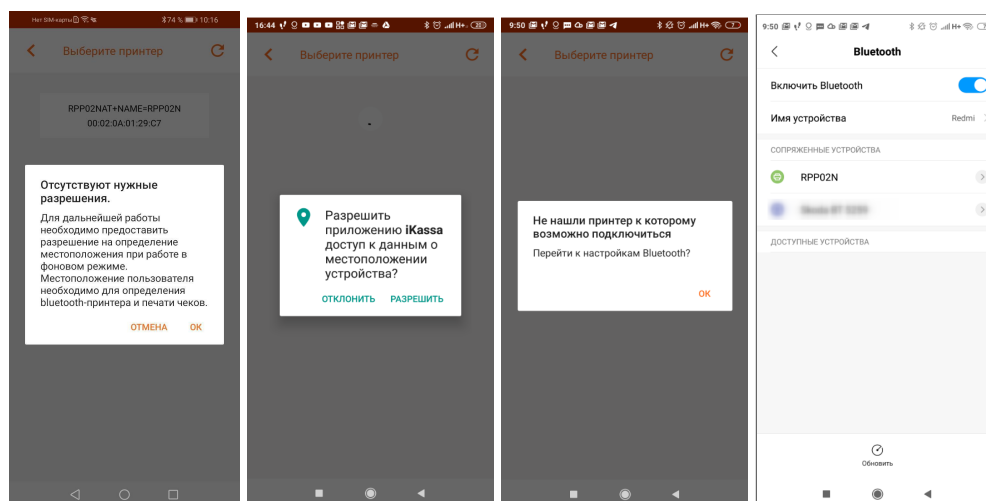 Нет SIM-карты
74 %
10:16
Выберите принтер
RPP02NAT+NAME=RPP02N
00:02:0A:01:29:C7
Отсутствуют нужные
разрешения.
Для дальнейшей работы
необходимо предоставить
разрешение на определение
местоположения при работе в
фоновом режиме.
Местоположение пользователя
необходимо для определения
bluetooth-принтера и печати чеков.
ОТМЕНА ОК
16:44
H+
20
Выберите принтер
Разрешить
приложению iKassa
доступ к данным о
местоположении
устройства?
ОТКЛОНИТЬ РАЗРЕШИТЬ
9:50
H+
7
Выберите принтер
Не нашли принтер к которому
возможно подключиться
Перейти к настройкам Bluetooth?
ОК
9:50
H+
Bluetooth
Включить Bluetooth
Имя устройства Redmi
СОПРЯЖЕННЫЕ УСТРОЙСТВА
RPP02N
ДОСТУПНЫЕ УСТРОЙСТВА
Обновить